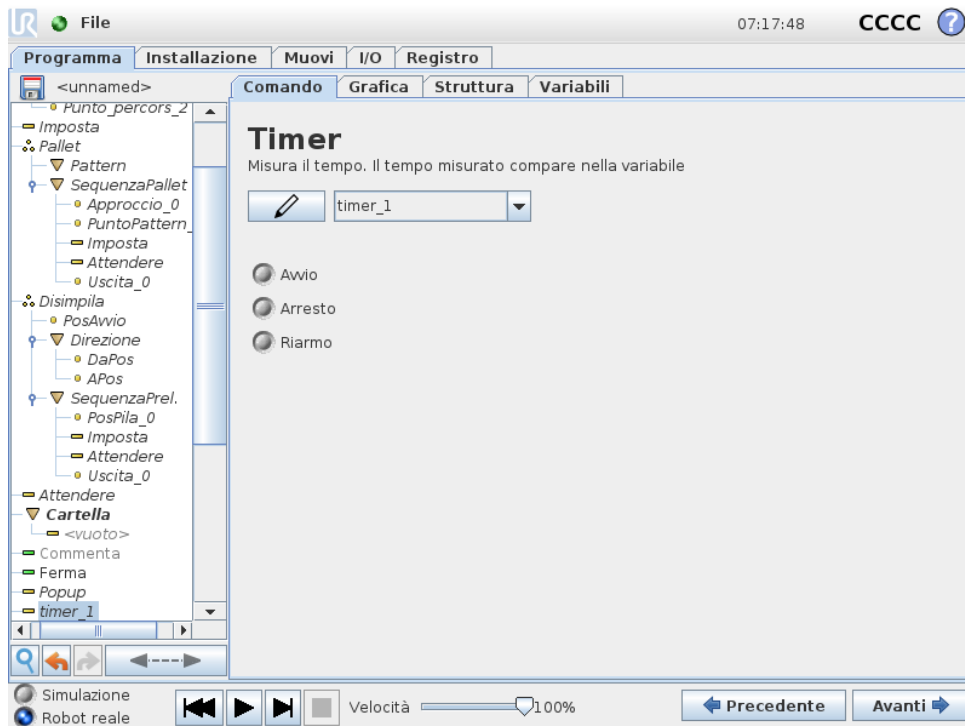 UR File 07:17:48 CCCC ?
Programma Installazione Muovi I/O Registro
<unnamed> Comando Grafica Struttura Variabili
Punto_percors_2
Imposta
Pallet
Pattern
SequenzaPallet
Approccio_0
PuntoPattern_
Imposta
Attendere
Uscita_0
Disimpila
PosAvvio
Direzione
DaPos
APos
SequenzaPrel.
PosPila_0
Imposta
Attendere
Uscita_0
Attendere
Cartella
<vuoto>
Commenta
Ferma
Popup
timer_1
Timer
Misura il tempo. Il tempo misurato compare nella variabile
timer_1
Avvio
Arresto
Riarmo
Simulazione
Robot reale
Velocità 100%
Precedente Avanti